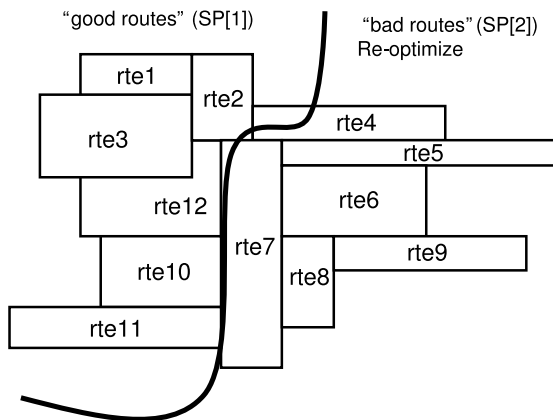 “good routes” (SP[1])
“bad routes” (SP[2])
Re-optimize
rte1
rte2
rte3
rte4
rte5
rte12
rte6
rte7
rte9
rte10
rte8
rte11